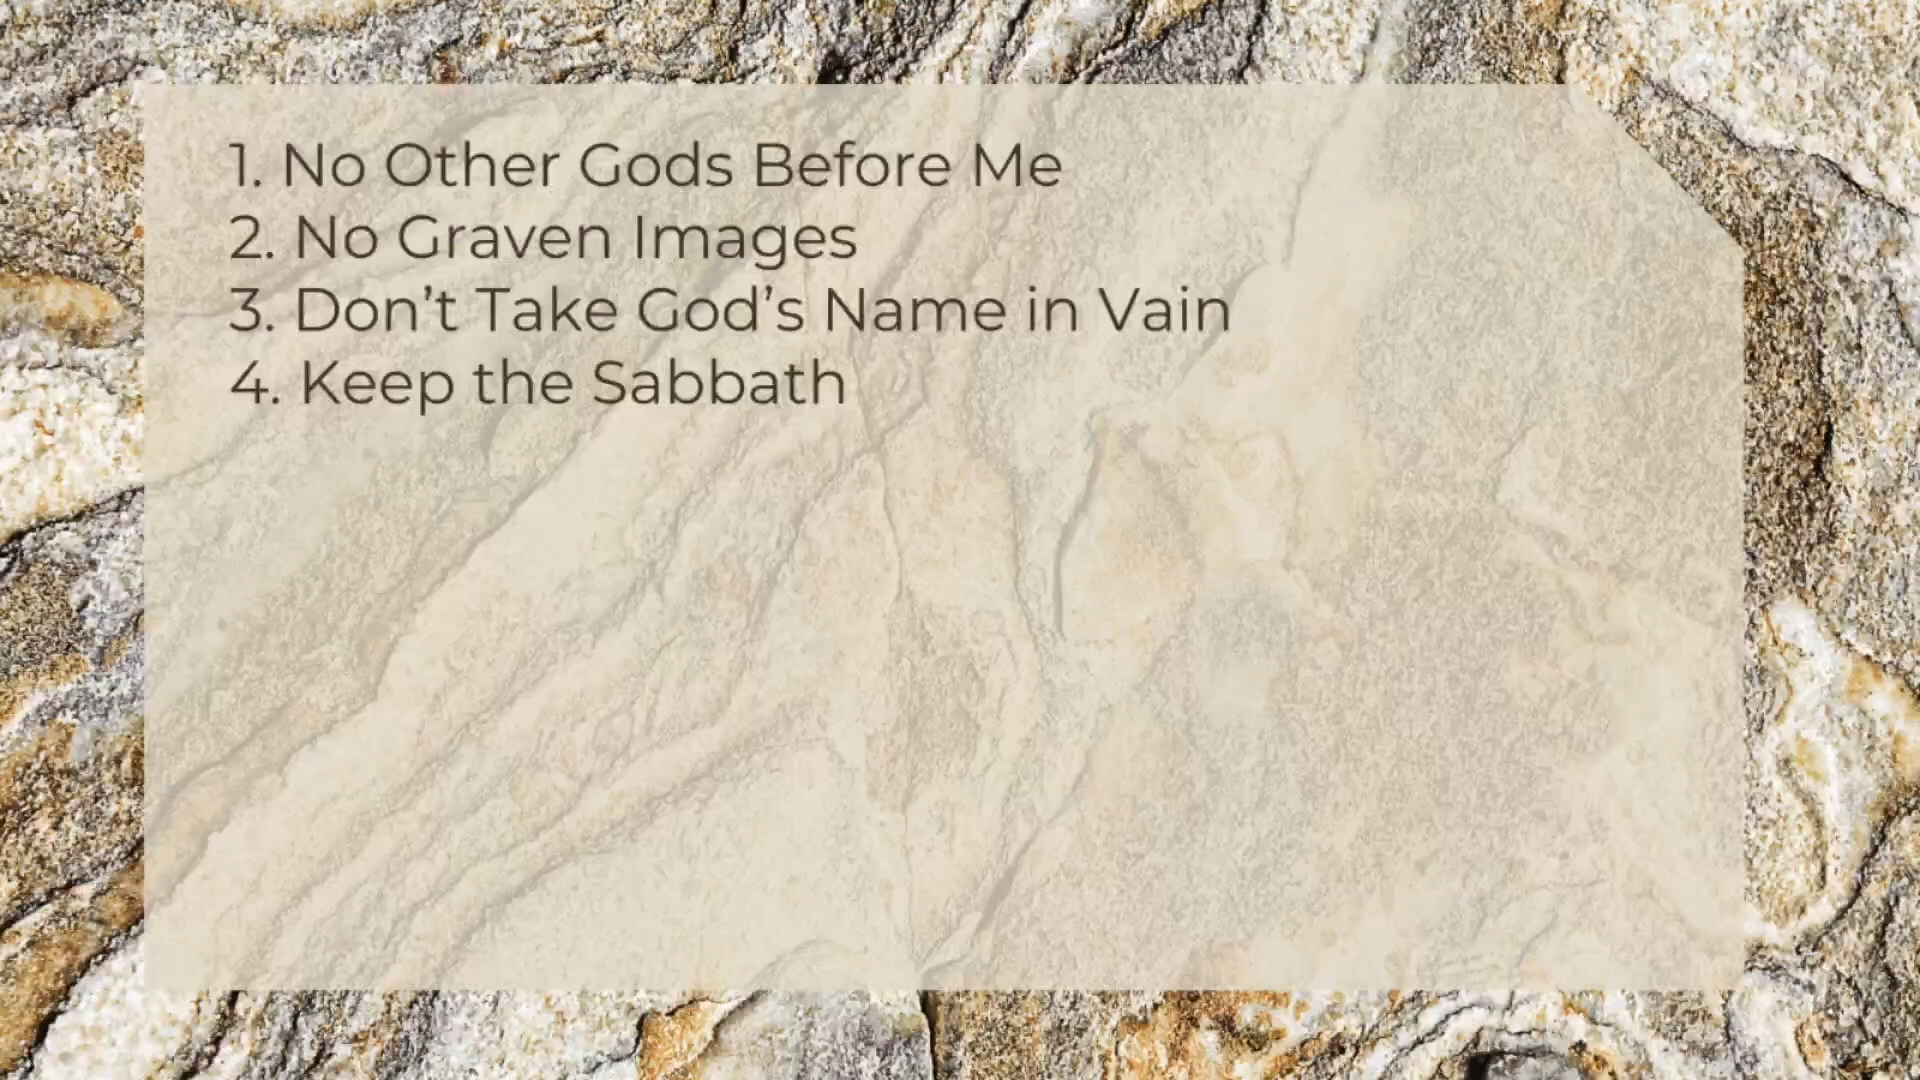 1. No Other Gods Before Me
2. No Graven Images
3. Don’t Take God’s Name in Vain
4. Keep the Sabbath